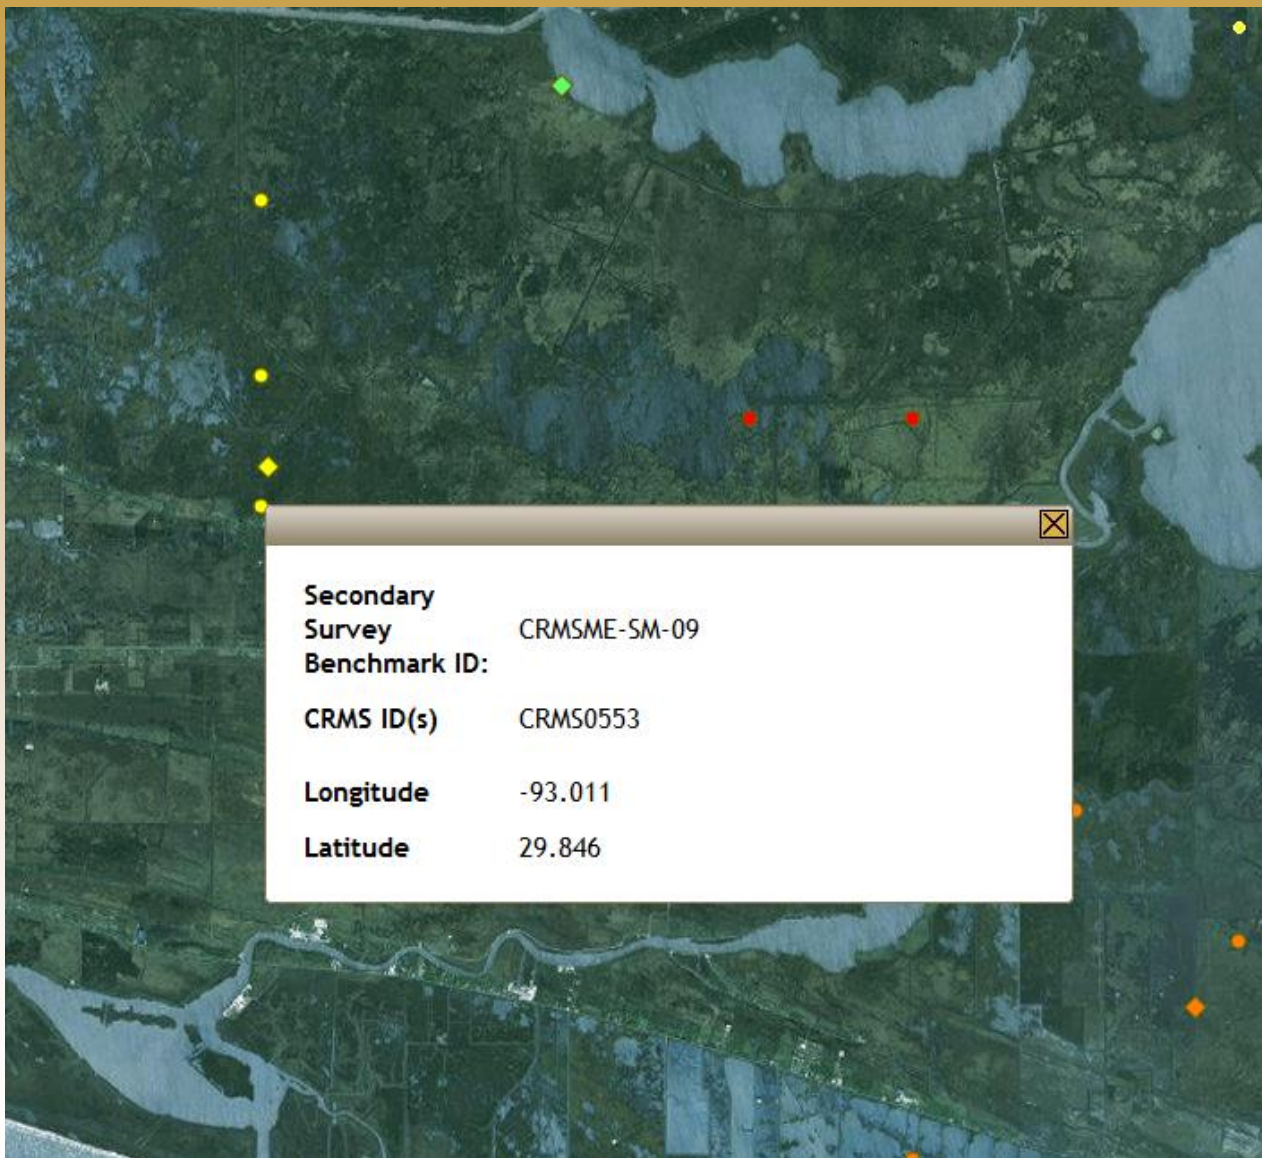 Secondary
Survey
Benchmark ID:
CRMSME-SM-09
CRMS ID(s) CRMS0553
Longitude -93.011
Latitude 29.846